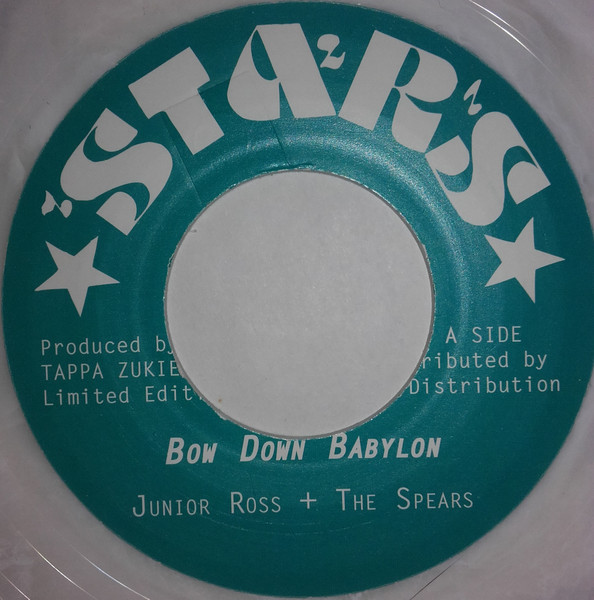 STARS
Produced by
TAPPA ZUKIE
Limited Edit
A SIDE
ributed by
Distribution
BOW DOWN BABYLON
JUNIOR ROSS + THE SPEARS